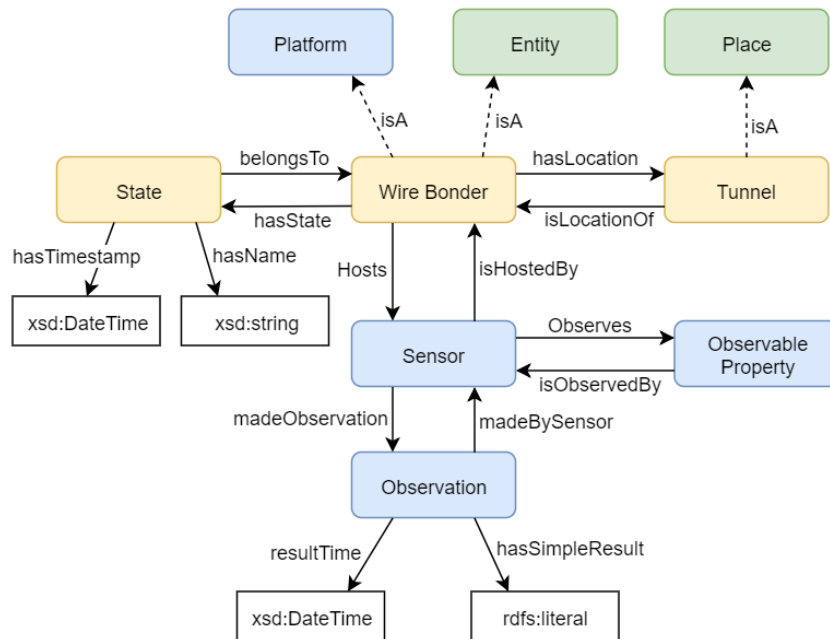 Platform
Entity
Place
isA
isA
isA
belongsTo
hasLocation
State
Wire Bonder
Tunnel
hasState
isLocationOf
hasTimestamp
hasName
Hosts
isHostedBy
xsd:DateTime
xsd:string
Sensor
Observes
Observable
Property
isObservedBy
madeObservation
madeBySensor
Observation
resultTime
hasSimpleResult
xsd:DateTime
rdfs:literal